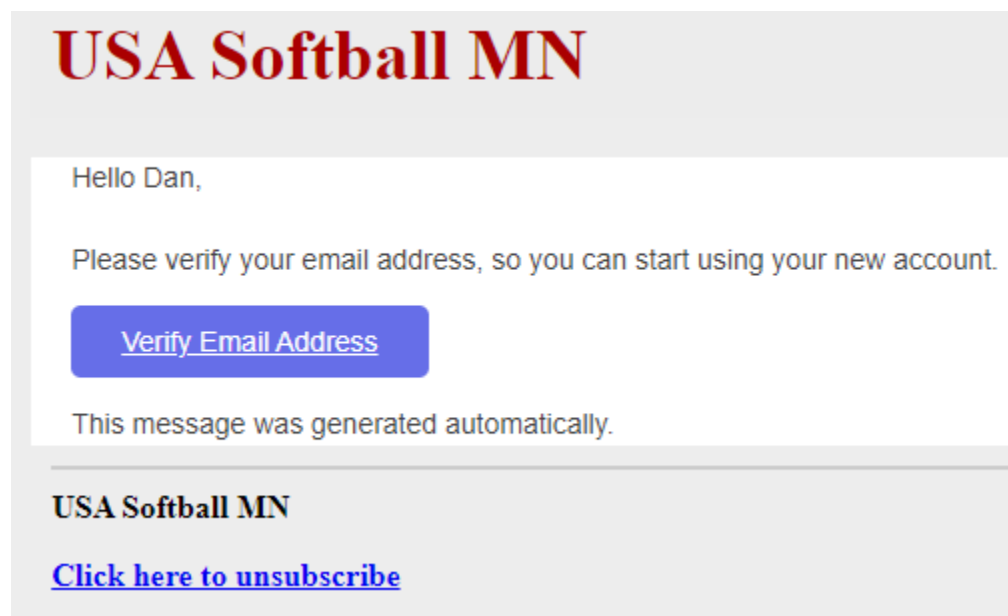 USA Softball MN
Hello Dan,
Please verify your email address, so you can start using your new account.
Verify Email Address
This message was generated automatically.
USA Softball MN
Click here to unsubscribe